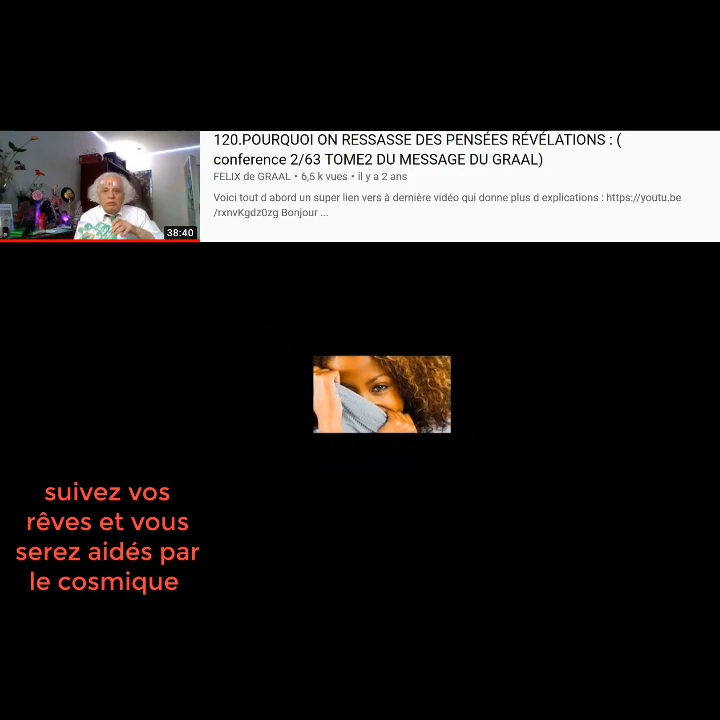 120.POURQUOI ON RESSASSE DES PENSÉES RÉVÉLATIONS : (
conference 2/63 TOME2 DU MESSAGE DU GRAAL)
FELIX de GRAAL • 6,5 k vues • il y a 2 ans
Voici tout d abord un super lien vers à dernière vidéo qui donne plus d explications : https://youtu.be
/rxnvKgdz0zg Bonjour ...
38:40
suivez vos
rêves et vous
serez aidés par
le cosmique